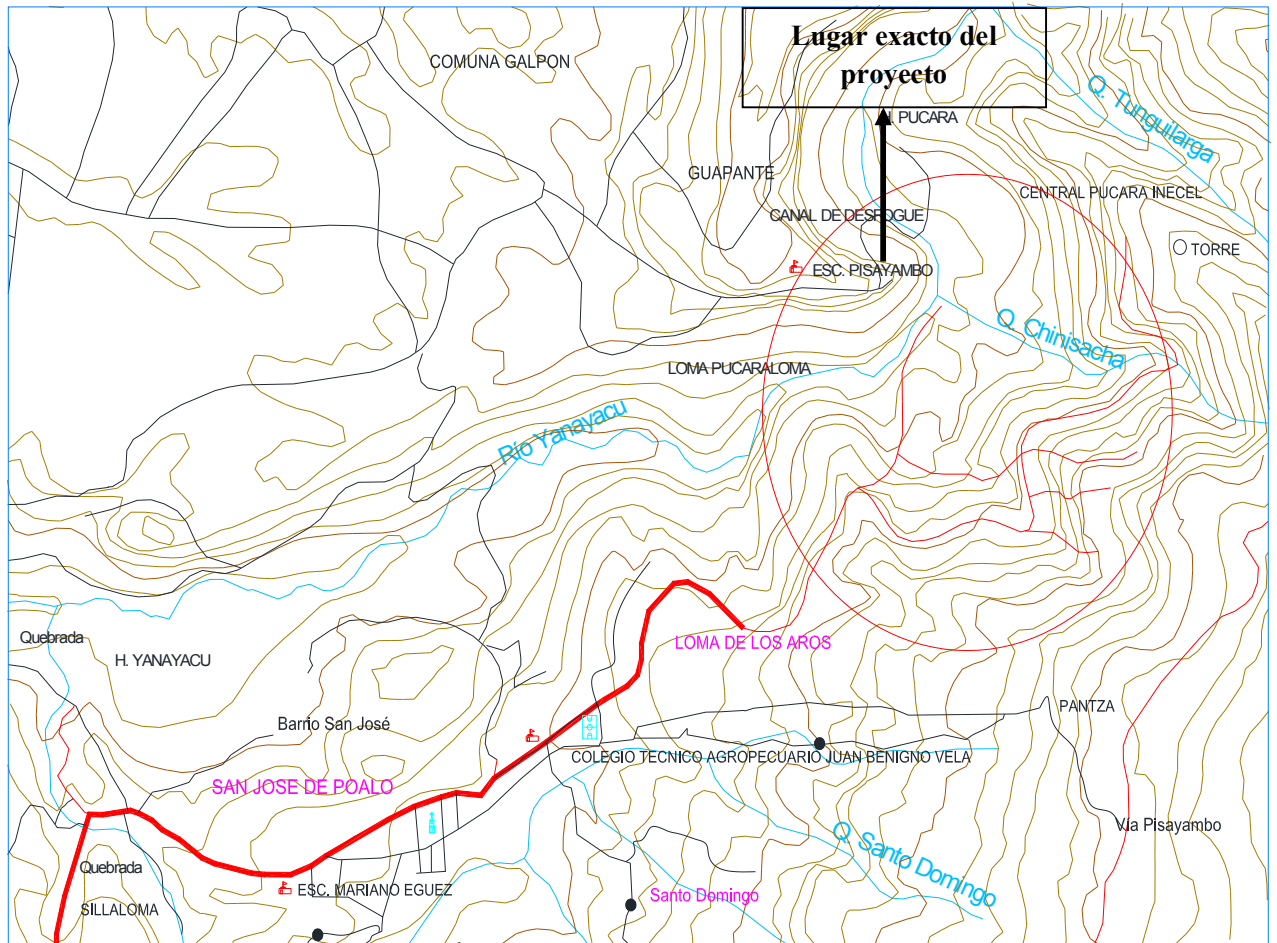 Lugar exacto del
proyecto
COMUNA GALPON
Q. Tunguilarga
PUCARA
GUAPANTE
CENTRAL PUCARA INECEL
CANAL DE DESFOGUE
TORRE
ESC. PISAYAMBO
Q. Chinisacha
LOMA PUCARALOMA
Río Yanayacu
Quebrada
H. YANAYACU
LOMA DE LOS AROS
PANTZA
Barrio San José
COLEGIO TECNICO AGROPECUARIO JUAN BENIGNO VELA
SAN JOSE DE POALO
Vía Pisayambo
Q. Santo Domingo
Quebrada
ESC. MARIANO EGUEZ
Santo Domingo
SILLALOMA